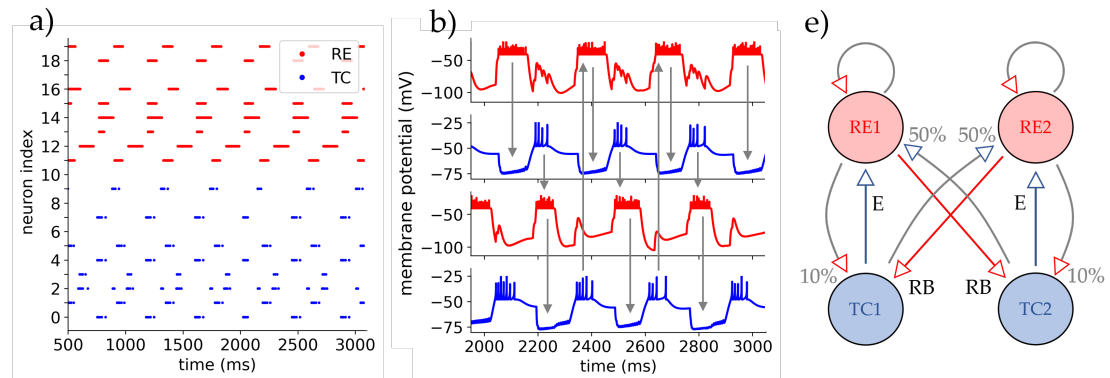 a)
neuron index
18
16
14
12
10
8
6
4
2
0
RE
TC
500 1000 1500 2000 2500 3000
time (ms)
b)
membrane potential (mV)
−50
−100
−25
−50
−75
−50
−100
−25
−50
−75
2000 2200 2400 2600 2800 3000
time (ms)
e)
RE1 50% 50% RE2
E E
10% RB RB 10%
TC1 TC2